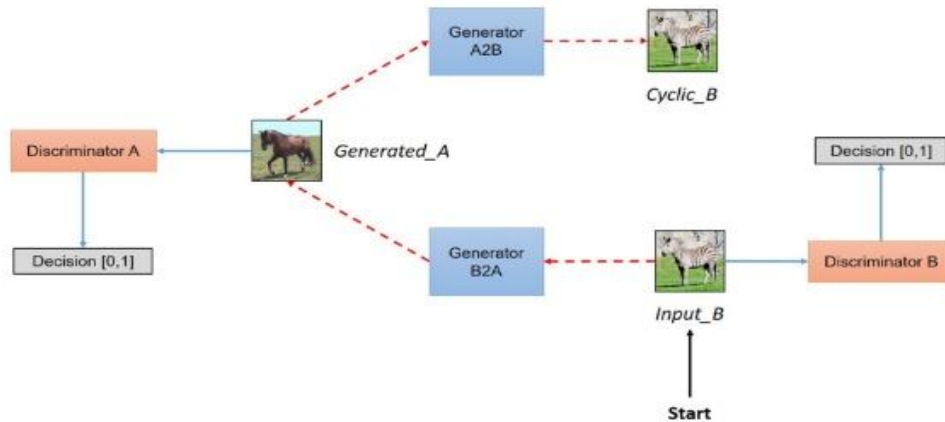 Generator
A2B
Cyclic_B
Discriminator A
Generated_A
Decision [0,1]
Decision [0,1]
Generator
B2A
Discriminator B
Input_B
Start